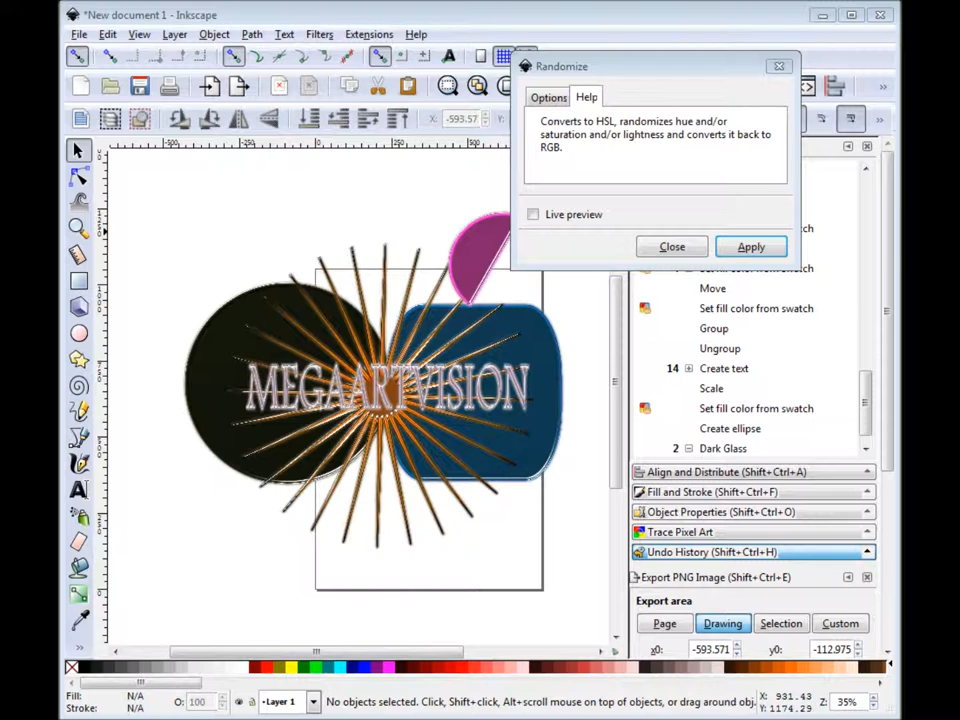 *New document 1 - Inkscape
File Edit View Layer Object Path Text Filters Extensions Help
Randomize
Options Help
Converts to HSL, randomizes hue and/or
saturation and/or lightness and converts it back to
RGB.
Live preview
Close Apply
X: -593.57 Y:
-500 -250 0 250 500
Move
Set fill color from swatch
Group
Ungroup
14 Create text
Scale
Set fill color from swatch
Create ellipse
2 Dark Glass
MEGAARTVISION
Align and Distribute (Shift+Ctrl+A)
Fill and Stroke (Shift+Ctrl+F)
Object Properties (Shift+Ctrl+O)
Trace Pixel Art
Undo History (Shift+Ctrl+H)
Export PNG Image (Shift+Ctrl+E)
Export area
Page Drawing Selection Custom
x0: -593.571 y0: -112.975
Fill: N/A
Stroke: N/A
O: 100
Layer 1
No objects selected. Click, Shift+click, Alt+scroll mouse on top of objects, or drag around obj.
X: 931.43
Y: 1174.29
Z: 35%